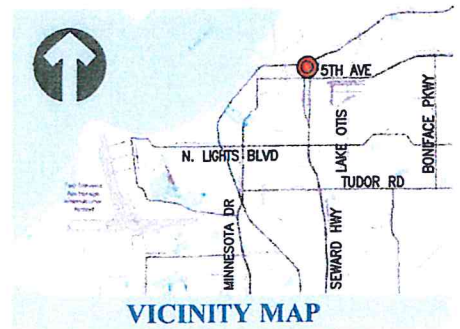 5TH AVE
LAKE OTIS
BONIFACE PKWY
N. LIGHTS BLVD
TUDOR RD
MINNESOTA DR
SEWARD HWY
VICINITY MAP